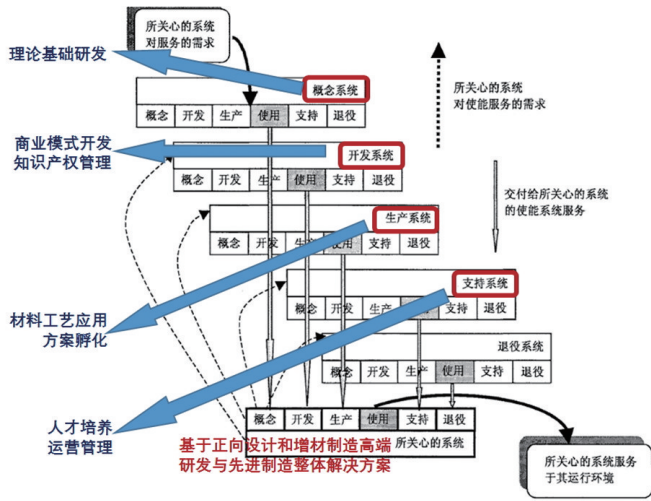 所关心的系统
对服务的需求
理论基础研发
概念系统
概念 开发 生产 使用 支持 退役
所关心的系统
对使能服务的需求
商业模式开发
知识产权管理
开发系统
概念 开发 生产 使用 支持 退役
交付给所关心的系统
的使能系统服务
生产系统
概念 开发 使用 支持 退役
支持系统
概念 开发 生产 支持 退役
材料工艺应用
方案孵化
退役系统
概念 开发 生产 使用 支持 退役
人才培养
运营管理
概念 开发 生产 使用 支持 退役
所关心的系统
基于正向设计和增材制造高端
研发与先进制造整体解决方案
所关心的系统服务
于其运行环境